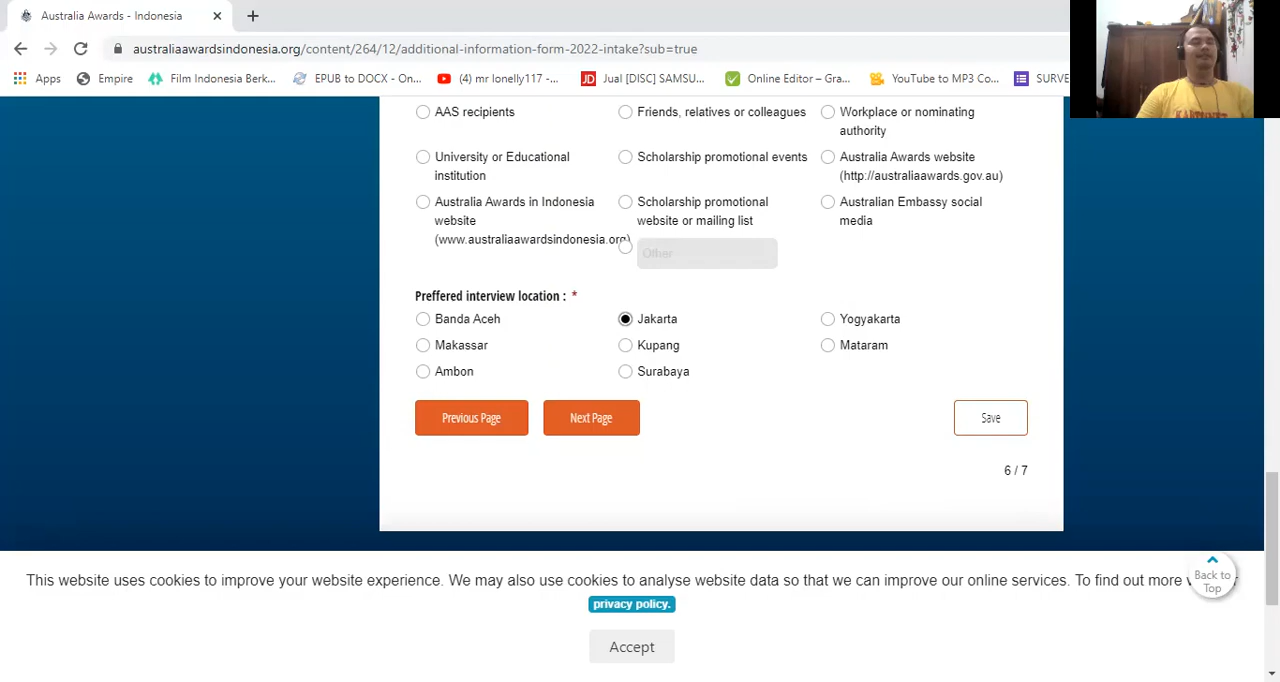 Australia Awards - Indonesia
australiaawardsindonesia.org/content/264/12/additional-information-form-2022-intake?sub=true
Apps Empire Film Indonesia Berk... EPUB to DOCX - On... (4) mr lonelly117 -... JD Jual [DISC] SAMSU... Online Editor – Gra... YouTube to MP3 Co... SURVE
AAS recipients Friends, relatives or colleagues Workplace or nominating
authority
University or Educational Scholarship promotional events Australia Awards website
institution (http://australiaawards.gov.au)
Australia Awards in Indonesia Scholarship promotional Australian Embassy social
website website or mailing list media
(www.australiaawardsindonesia.org)
Other
Preffered interview location : *
Banda Aceh Jakarta Yogyakarta
Makassar Kupang Mataram
Ambon Surabaya
Previous Page Next Page Save
6 / 7
This website uses cookies to improve your website experience. We may also use cookies to analyse website data so that we can improve our online services. To find out more
privacy policy.
Back to
Top
Accept